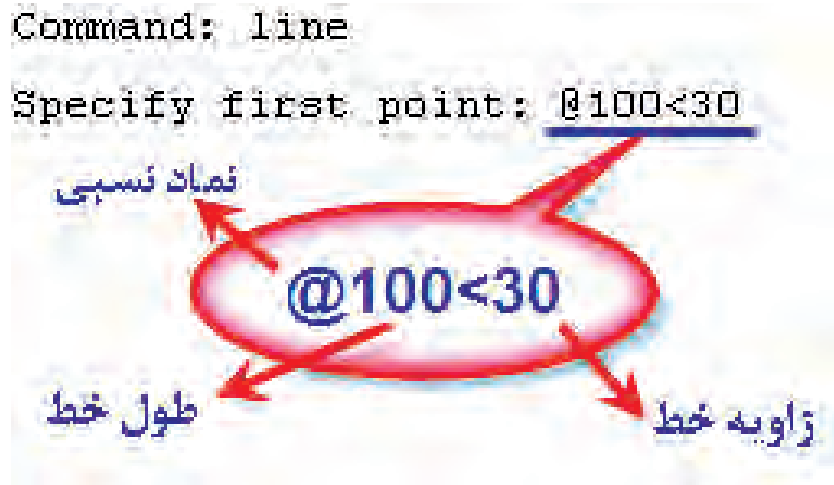 Command: line
Specify first point: @100<30
نماد نسبی
@100<30
طول خط
زاویه خط